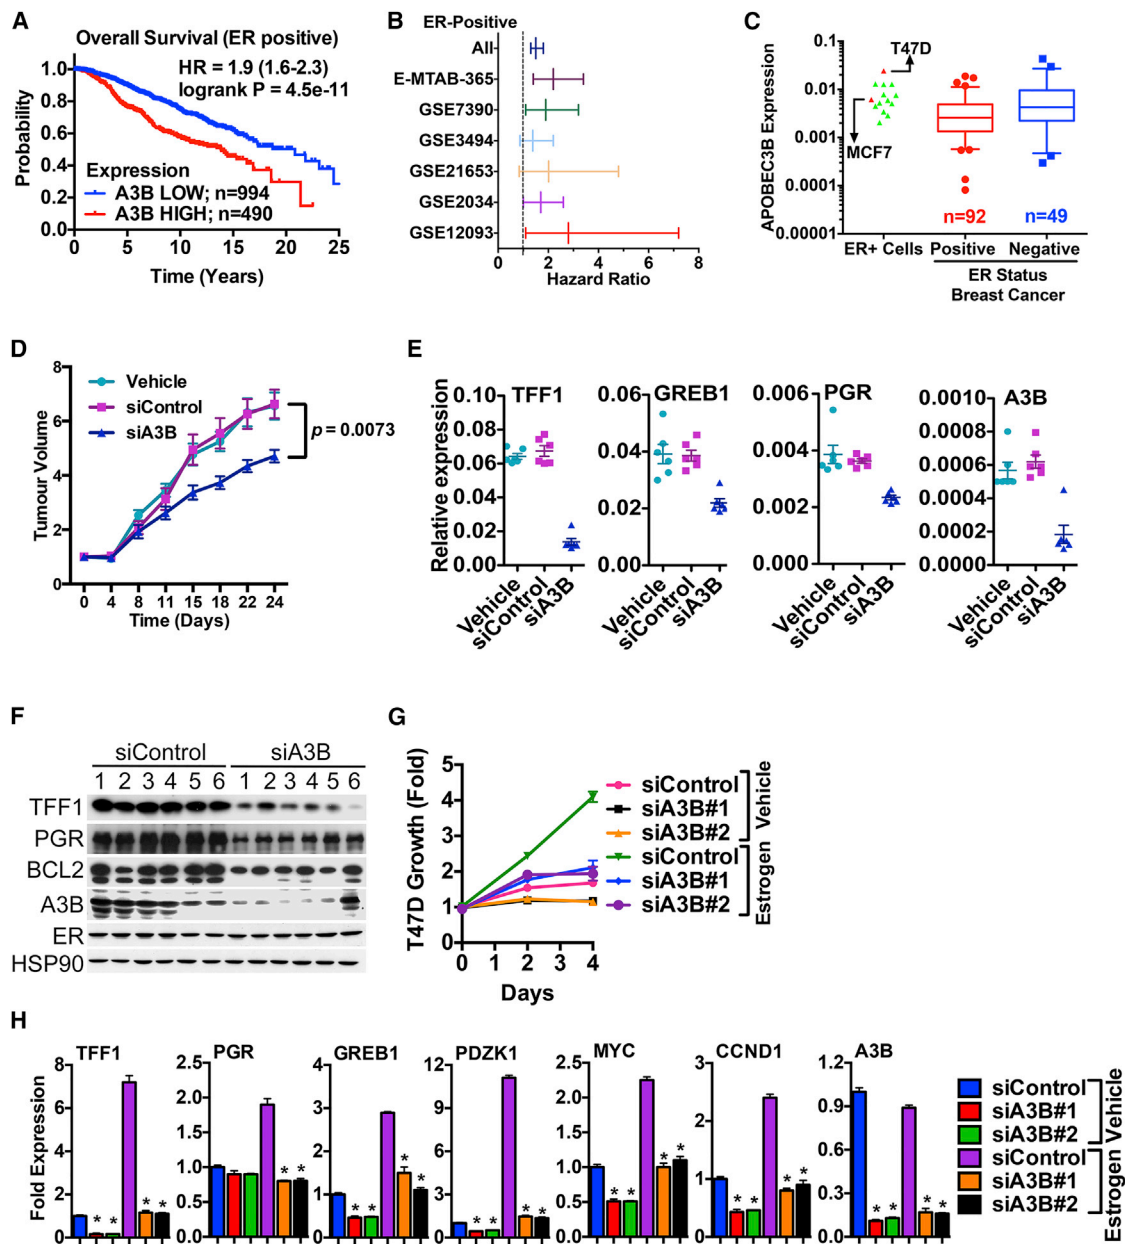 A
Overall Survival (ER positive)
HR = 1.9 (1.6-2.3)
logrank P = 4.5e-11
Probability
1.0
0.8
0.6
0.4
0.2
0.0
Expression
A3B LOW; n=994
A3B HIGH; n=490
0 5 10 15 20 25
Time (Years)
B
ER-Positive
All
E-MTAB-365
GSE7390
GSE3494
GSE21653
GSE2034
GSE12093
0 2 4 6 8
Hazard Ratio
C
APOBEC3B Expression
0.1
0.01
0.001
0.0001
0.00001
T47D
MCF7
n=92 n=49
ER+ Cells Positive Negative
ER Status
Breast Cancer
D
Tumour Volume
8
6
4
2
0
Vehicle
siControl
siA3B
p = 0.0073
0 4 8 11 15 18 22 24
Time (Days)
E
Relative expression
TFF1
0.10
0.08
0.06
0.04
0.02
0.00
Vehicle
siControl
siA3B
GREB1
0.06
0.04
0.02
0.00
Vehicle
siControl
siA3B
PGR
0.006
0.004
0.002
0.000
Vehicle
siControl
siA3B
A3B
0.0010
0.0008
0.0006
0.0004
0.0002
0.0000
Vehicle
siControl
siA3B
F
siControl siA3B
1 2 3 4 5 6 1 2 3 4 5 6
TFF1
PGR
BCL2
A3B
ER
HSP90
G
T47D Growth (Fold)
5
4
3
2
1
0
0 1 2 3 4
Days
siControl
siA3B#1
siA3B#2
Vehicle
siControl
siA3B#1
siA3B#2
Estrogen
H
Fold Expression
TFF1
8
6
4
2
0
* * * *
PGR
2.5
2.0
1.5
1.0
0.5
0.0
* *
GREB1
4
3
2
1
0
* * * *
PDZK1
12
9
6
3
0
* * * *
MYC
2.5
2.0
1.5
1.0
0.5
0.0
* * * *
CCND1
3
2
1
0
* * * *
A3B
1.2
0.9
0.6
0.3
0.0
* * * *
siControl
siA3B#1
siA3B#2
Vehicle
siControl
siA3B#1
siA3B#2
Estrogen